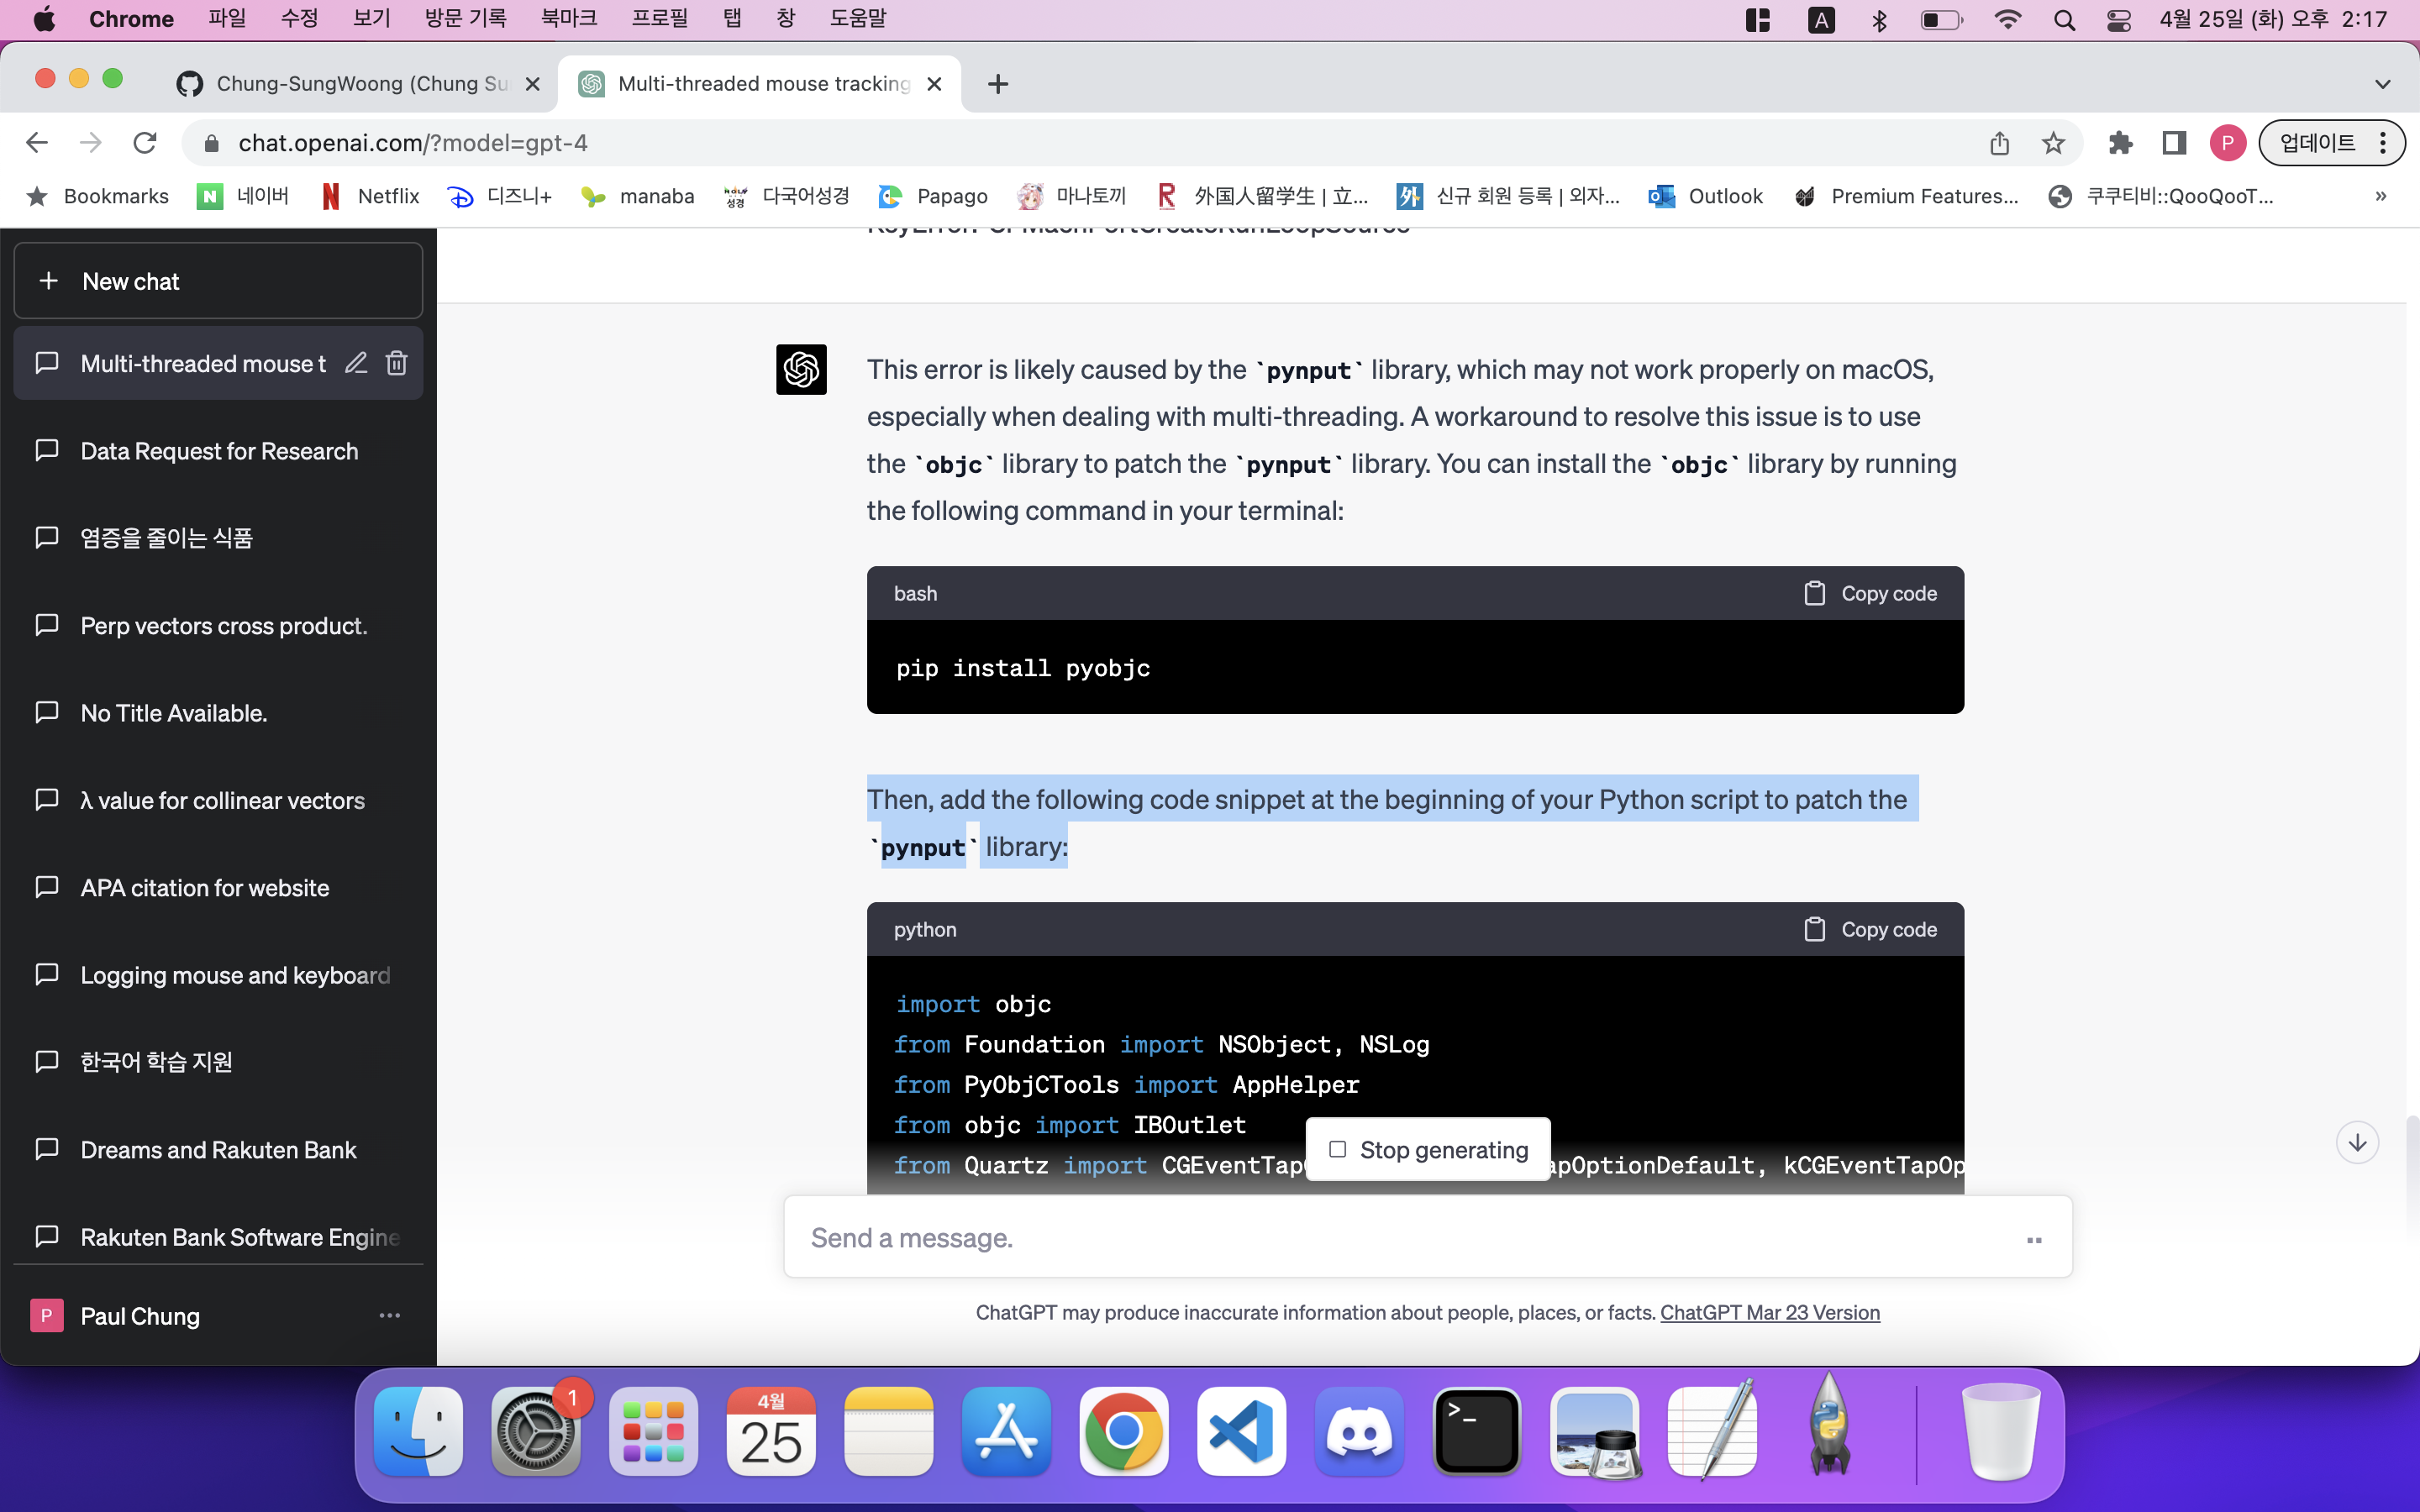 Chrome 파일 수정 보기 방문 기록 북마크 프로필 탭 창 도움말 A 4월 25일 (화) 오후 2:17
Chung-SungWoong (Chung Su
Multi-threaded mouse tracking
chat.openai.com/?model=gpt-4
P
업데이트
Bookmarks
N 네이버
N Netflix
디즈니+
manaba
다국어성경
Papago
마나토끼
R 外国人留学生 | 立...
外 신규 회원 등록 | 외자...
Outlook
Premium Features...
쿠쿠티비::QooQooT...
»
New chat
Multi-threaded mouse t
Data Request for Research
염증을 줄이는 식품
Perp vectors cross product.
No Title Available.
λ value for collinear vectors
APA citation for website
Logging mouse and keyboard
한국어 학습 지원
Dreams and Rakuten Bank
Rakuten Bank Software Engine
P Paul Chung
This error is likely caused by the `pynput` library, which may not work properly on macOS,
especially when dealing with multi-threading. A workaround to resolve this issue is to use
the `objc` library to patch the `pynput` library. You can install the `objc` library by running
the following command in your terminal:
bash
Copy code
pip install pyobjc
Then, add the following code snippet at the beginning of your Python script to patch the
`pynput` library:
python
Copy code
import objc
from Foundation import NSObject, NSLog
from PyObjCTools import AppHelper
from objc import IBOutlet
from Quartz import CGEventTap
apOptionDefault, kCGEventTapOp
Stop generating
Send a message.
ChatGPT may produce inaccurate information about people, places, or facts. ChatGPT Mar 23 Version
1
4월
25
>_